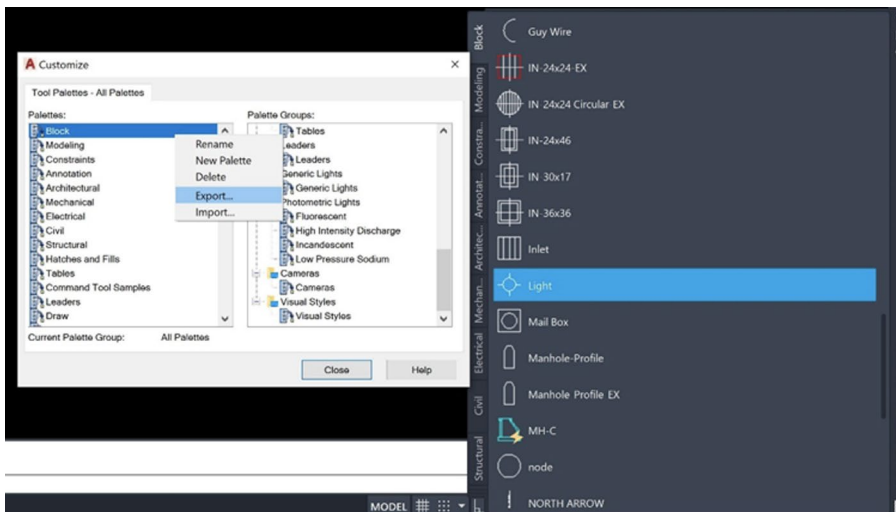 Customize
Tool Palettes - All Palettes
Palettes:
Block
Modeling
Constraints
Annotation
Architectural
Mechanical
Electrical
Civil
Structural
Hatches and Fills
Tables
Command Tool Samples
Leaders
Draw
Rename
New Palette
Delete
Export...
Import...
Palette Groups:
Tables
eaders
Leaders
Generic Lights
Generic Lights
Photometric Lights
Fluorescent
High Intensity Discharge
Incandescent
Low Pressure Sodium
Cameras
Cameras
Visual Styles
Visual Styles
Current Palette Group: All Palettes
Close Help
MODEL
Block
Modeling
Constra...
Annotat...
Architec...
Mechan...
Electrical
Civil
Structural
Guy Wire
IN-24x24-EX
IN 24x24 Circular EX
IN-24x46
IN 30x17
IN-36x36
Inlet
Light
Mail Box
Manhole-Profile
Manhole Profile EX
MH-C
node
NORTH ARROW